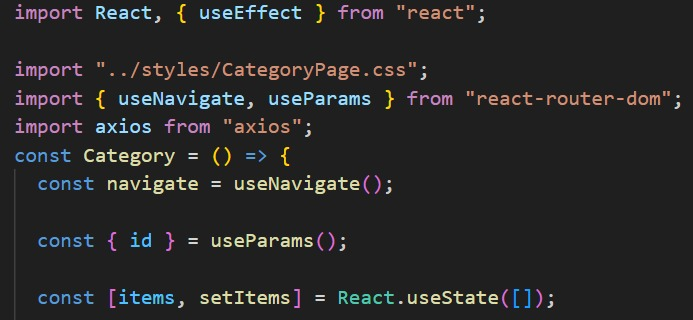 import React, { useEffect } from "react";
import "../styles/CategoryPage.css";
import { useNavigate, useParams } from "react-router-dom";
import axios from "axios";
const Category = () => {
const navigate = useNavigate();
const { id } = useParams();
const [items, setItems] = React.useState([]);